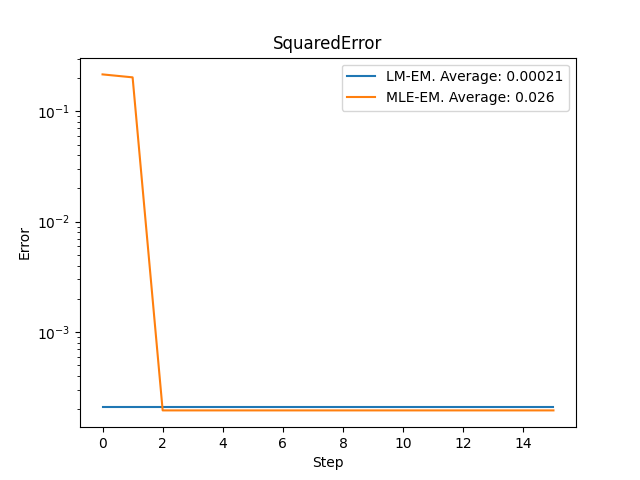 SquaredError
LM-EM. Average: 0.00021
MLE-EM. Average: 0.026
10⁻¹
10⁻²
10⁻³
Error
0 2 4 6 8 10 12 14
Step